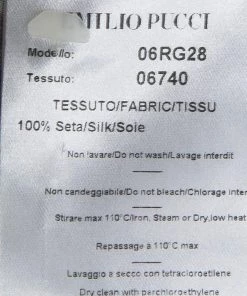 EMILIO PUCCI
Modello: 06RG28
Tessuto: 06740
TESSUTO/FABRIC/TISSU
100% Seta/Silk/Soie
Non lavare/Do not wash/Lavage interdit
Non candeggiabile/Do not bleach/Chlorage inter
Stirare max 110°C/Iron, Steam or Dry, low heat
Repassage a 110°C max
Lavaggio a secco con tetracloroetilene
Dry clean with perchloroethylene